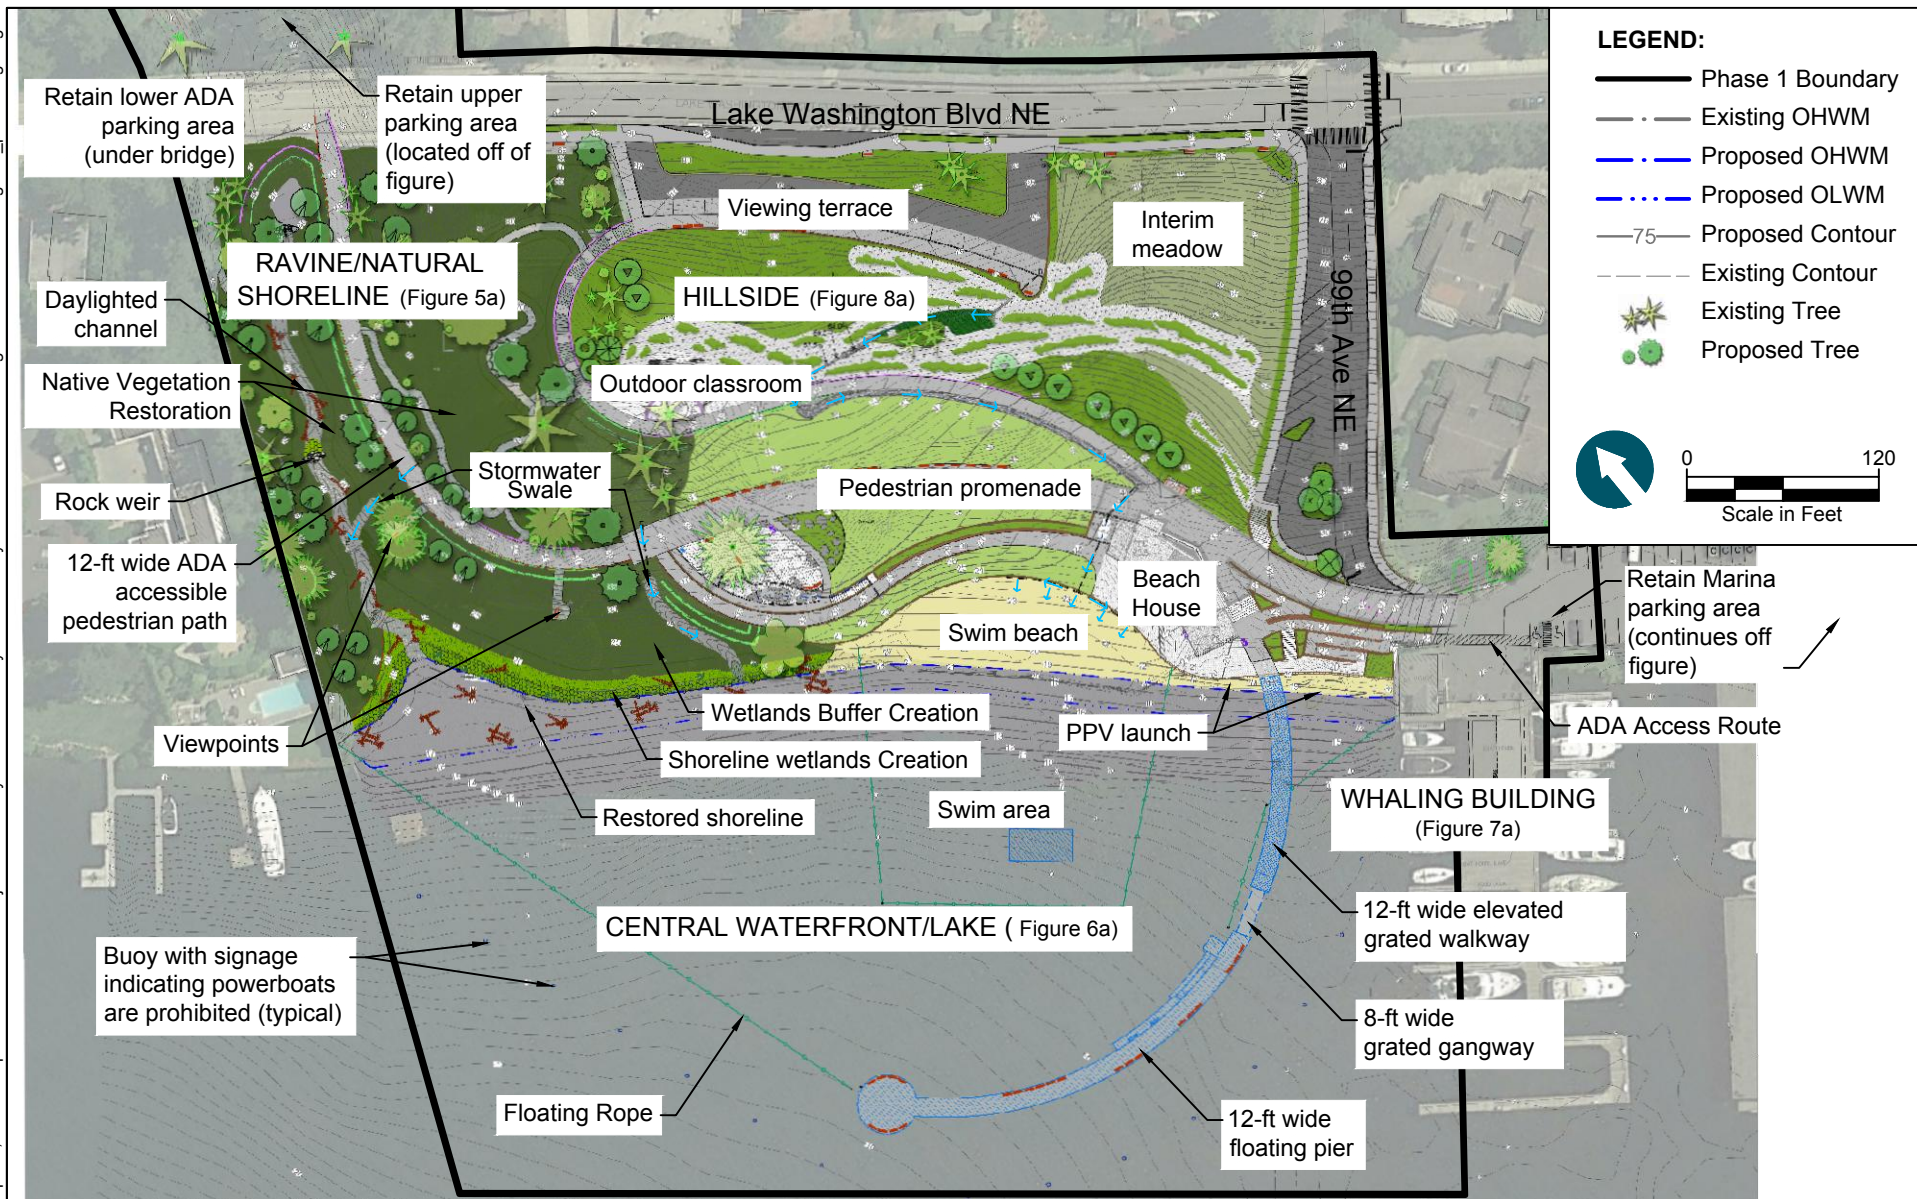 LEGEND:
Phase 1 Boundary
Existing OHWM
Proposed OHWM
Proposed OLWM
75
Proposed Contour
Existing Contour
Existing Tree
Proposed Tree
0
120
Scale in Feet
Retain lower ADA
parking area
(under bridge)
Retain upper
parking area
(located off of
figure)
Lake Washington Blvd NE
Viewing terrace
Interim
meadow
99th Ave NE
RAVINE/NATURAL
SHORELINE (Figure 5a)
HILLSIDE (Figure 8a)
Daylighted
channel
Native Vegetation
Restoration
Outdoor classroom
Rock weir
Stormwater
Swale
Pedestrian promenade
12-ft wide ADA
accessible
pedestrian path
Beach
House
Retain Marina
parking area
(continues off
figure)
Swim beach
Viewpoints
Wetlands Buffer Creation
PPV launch
ADA Access Route
Shoreline wetlands Creation
Restored shoreline
Swim area
WHALING BUILDING
(Figure 7a)
CENTRAL WATERFRONT/LAKE ( Figure 6a)
12-ft wide elevated
grated walkway
Buoy with signage
indicating powerboats
are prohibited (typical)
8-ft wide
grated gangway
Floating Rope
12-ft wide
floating pier